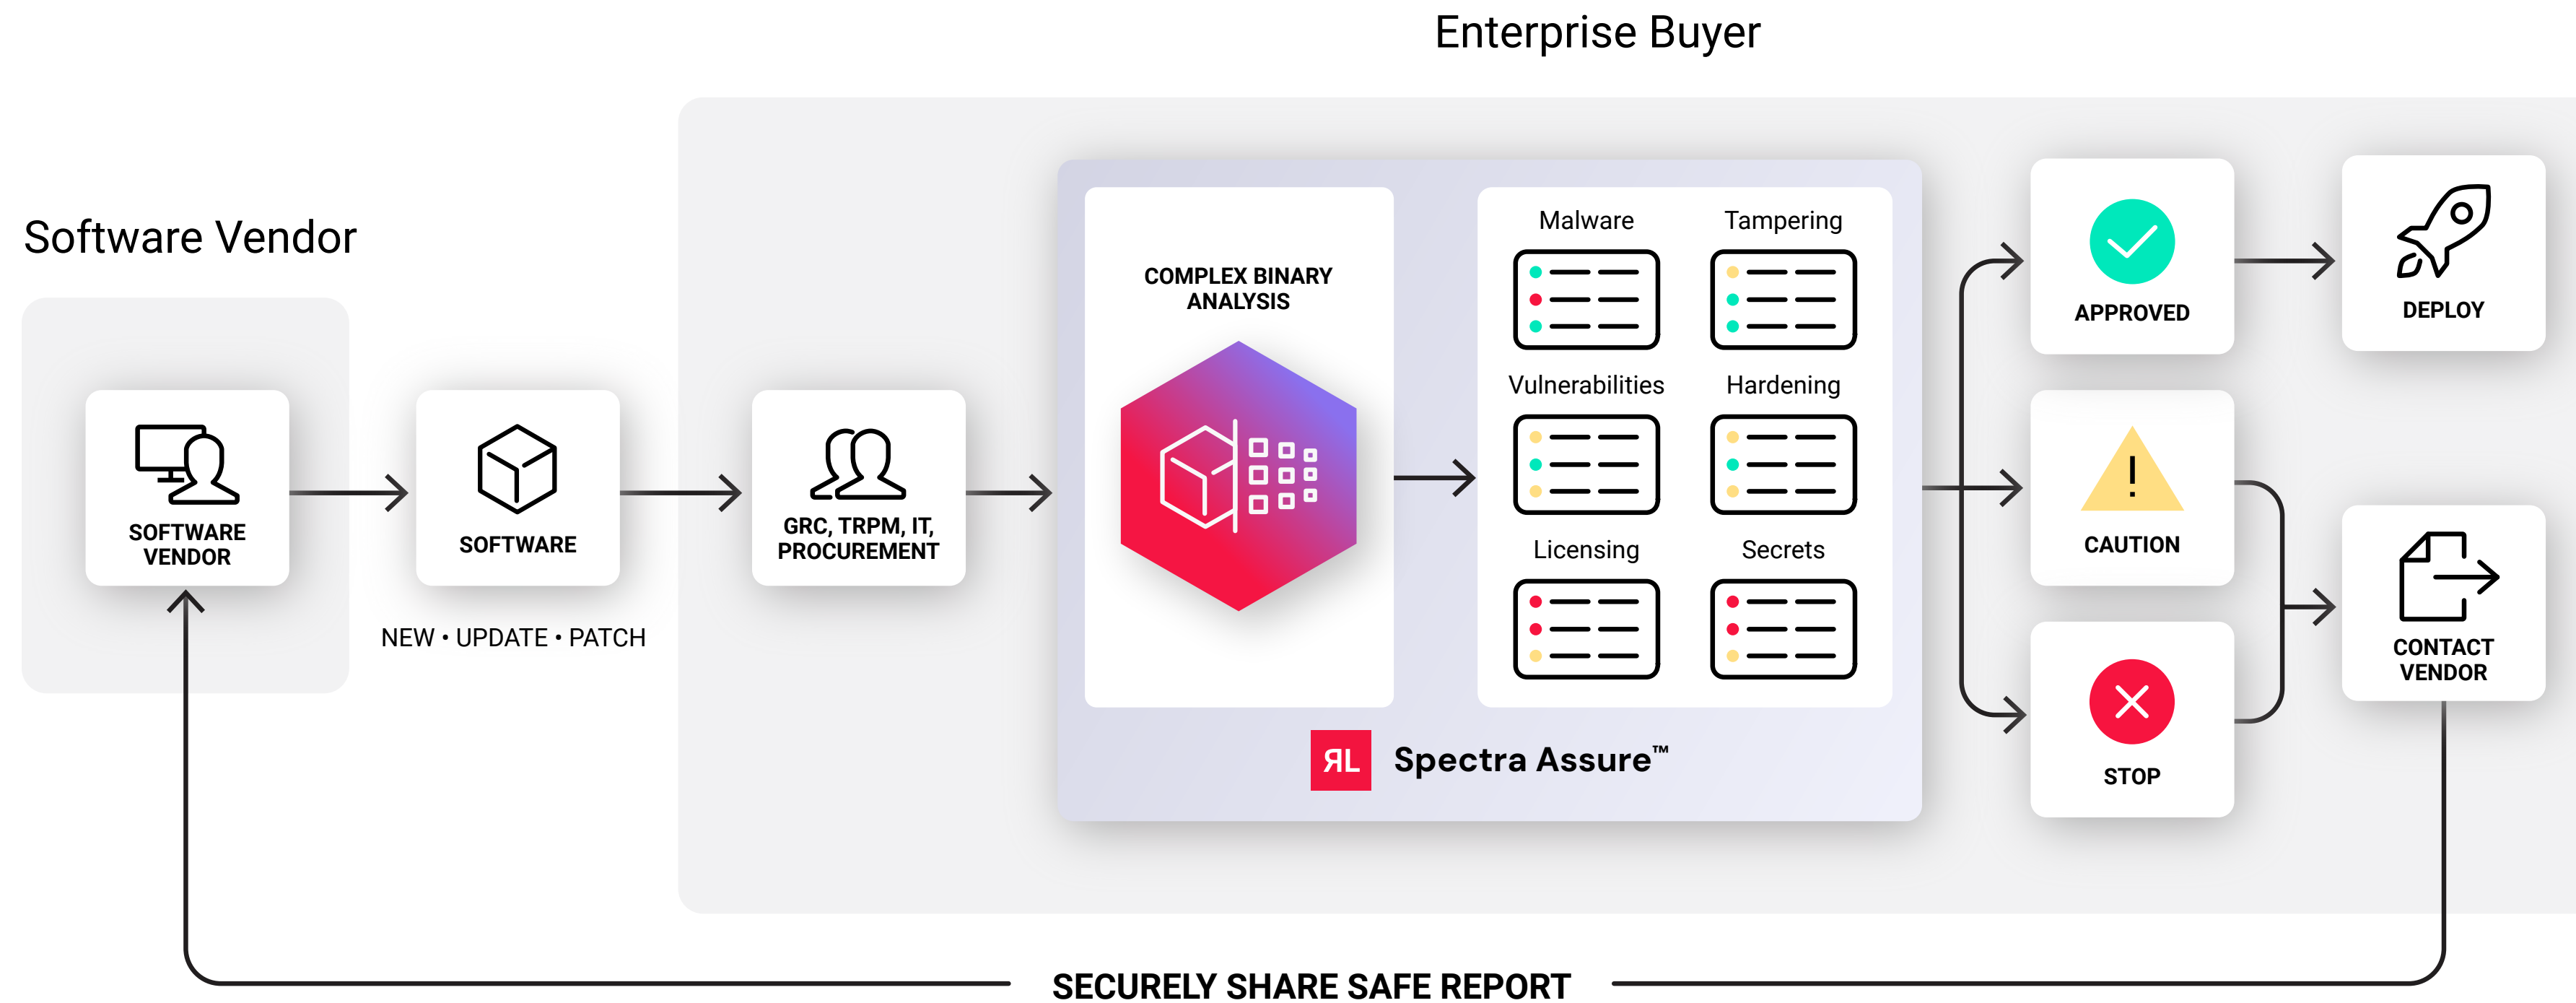 Enterprise Buyer
Software Vendor
SOFTWARE
VENDOR
SOFTWARE
NEW • UPDATE • PATCH
GRC, TRPM, IT,
PROCUREMENT
COMPLEX BINARY
ANALYSIS
Malware
Tampering
Vulnerabilities
Hardening
Licensing
Secrets
RL Spectra Assure™
APPROVED
DEPLOY
CAUTION
STOP
CONTACT
VENDOR
SECURELY SHARE SAFE REPORT